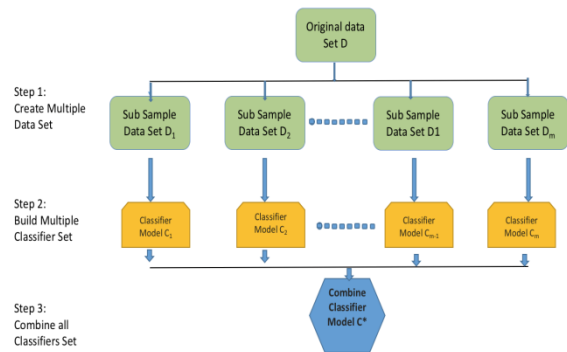 Original data
Set D
Step 1:
Create Multiple
Data Set
Sub Sample
Data Set D₁
Sub Sample
Data Set D₂
Sub Sample
Data Set D1
Sub Sample
Data Set Dₘ
Step 2:
Build Multiple
Classifier Set
Classifier
Model C₁
Classifier
Model C₂
Classifier
Model Cₘ₋₁
Classifier
Model Cₘ
Step 3:
Combine all
Classifiers Set
Combine
Classifier
Model C*